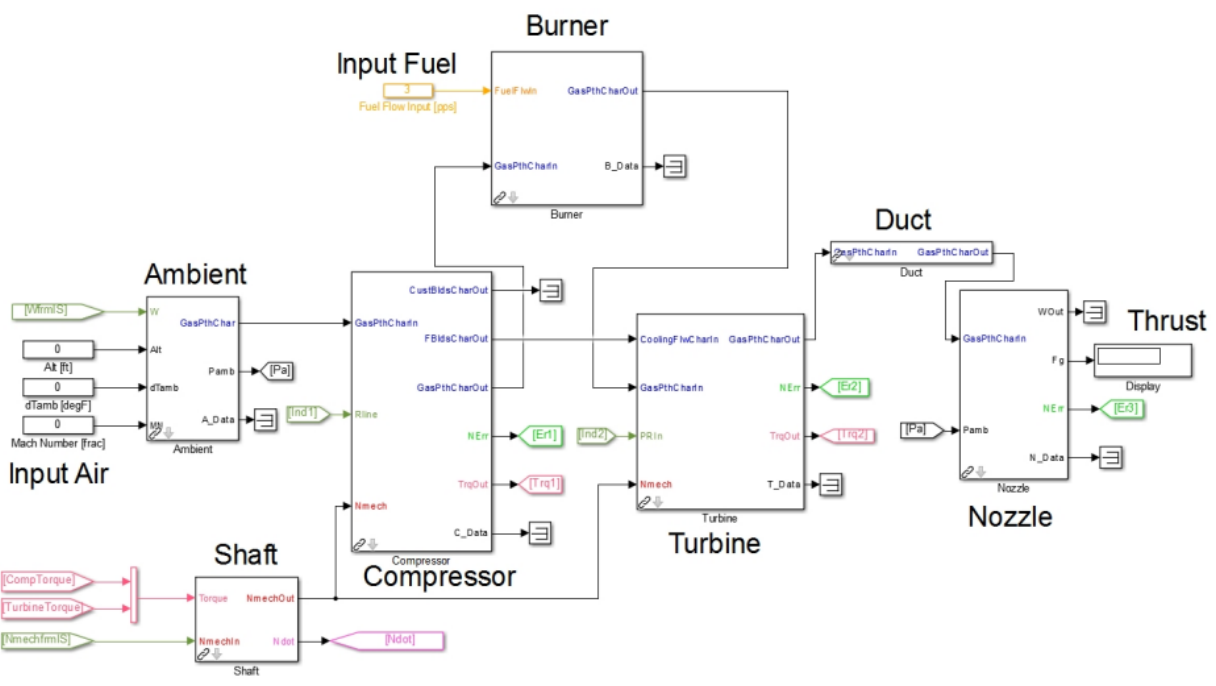 Burner
Input Fuel
3
Fuel Flow Input [pps]
FuelFlwIn
GasPthCharOut
GasPthCharIn
B_Data
Burner
Duct
GasPthCharIn
GasPthCharOut
Duct
Ambient
[WfrmIS]
0
Alt [ft]
0
dTamb [degF]
0
Mach Number [frac]
W
Alt
dTamb
MN
GasPthChar
Pamb
A_Data
Ambient
[Pa]
Input Air
CustBldsCharOut
GasPthCharIn
FBldsCharOut
GasPthCharOut
[Ind1]
Rline
NErr
[Er1]
TrqOut
[Trq1]
Nmech
C_Data
Compressor
Compressor
CoolingFlwCharIn
GasPthCharOut
GasPthCharIn
NErr
[Er2]
[Ind2]
PRIn
TrqOut
[Trq2]
Nmech
T_Data
Turbine
Turbine
WOut
Thrust
GasPthCharIn
Fg
Display
NErr
[Er3]
[Pa]
Pamb
N_Data
Nozzle
Nozzle
Shaft
[CompTorque]
[TurbineTorque]
[NmechfrmIS]
Torque
NmechOut
NmechIn
Ndot
[Ndot]
Shaft